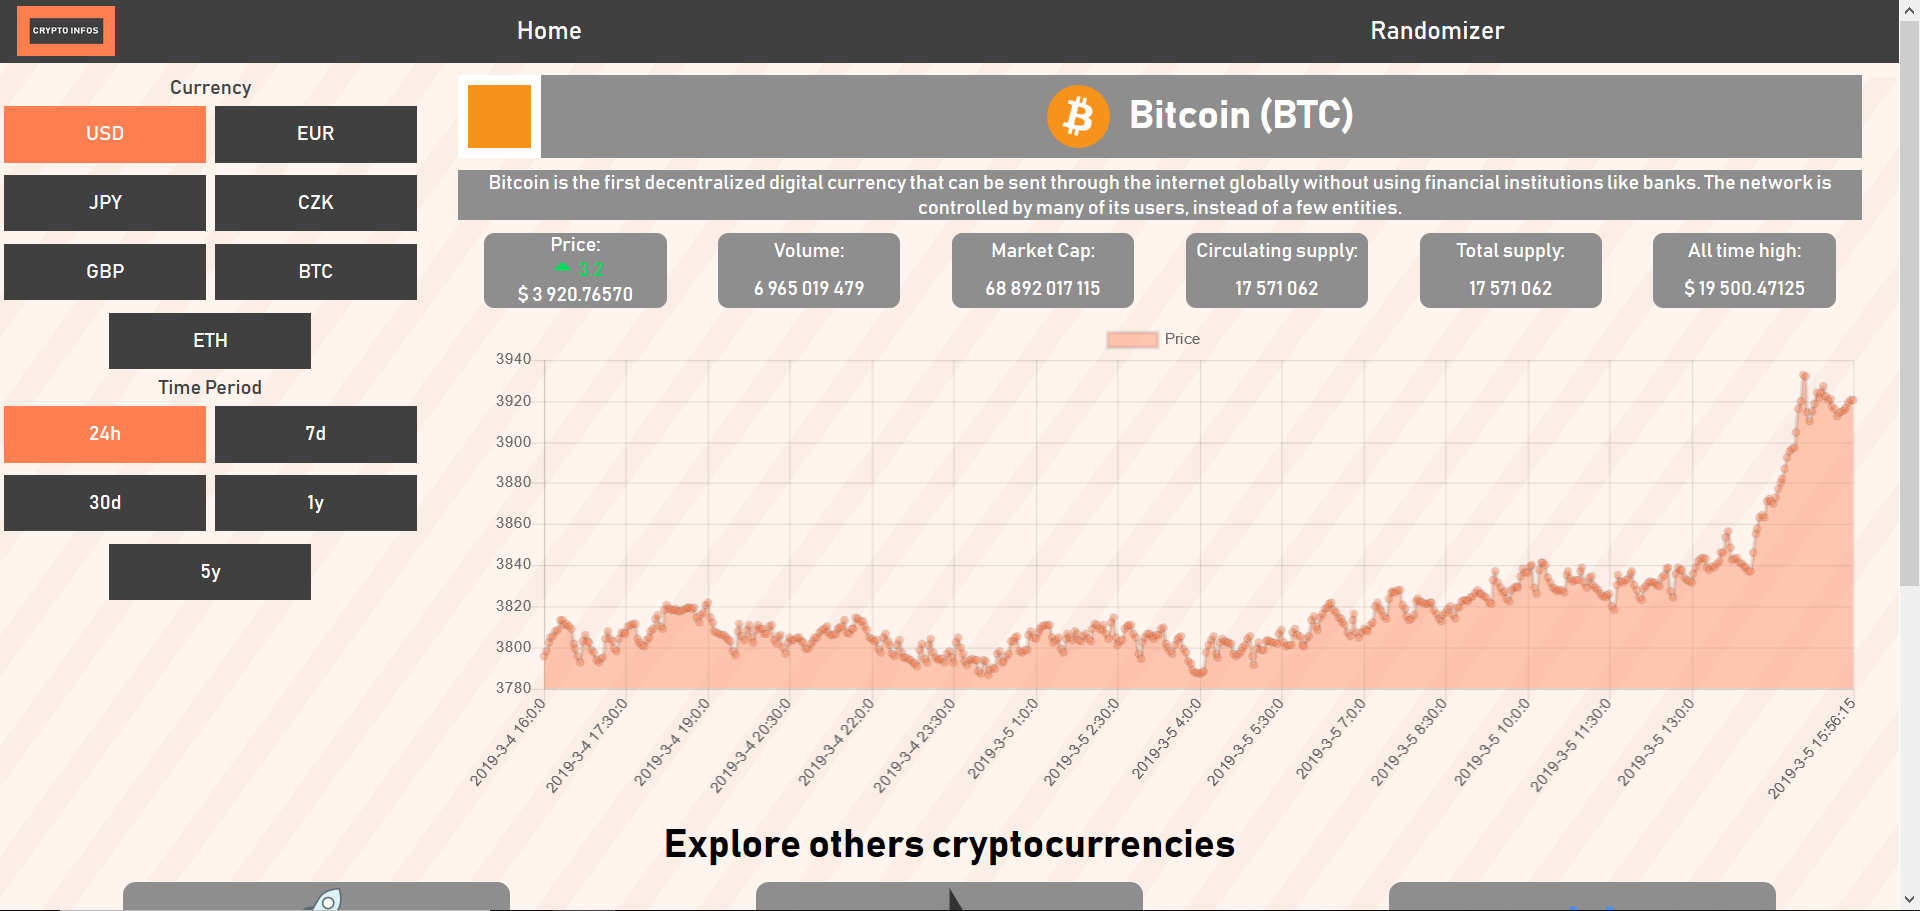 CRYPTO INFOS
Home
Randomizer
Currency
USD
EUR
JPY
CZK
GBP
BTC
ETH
Time Period
24h
7d
30d
1y
5y
Bitcoin (BTC)
Bitcoin is the first decentralized digital currency that can be sent through the internet globally without using financial institutions like banks. The network is
controlled by many of its users, instead of a few entities.
Price:
3.2
$ 3 920.76570
Volume:
6 965 019 479
Market Cap:
68 892 017 115
Circulating supply:
17 571 062
Total supply:
17 571 062
All time high:
$ 19 500.47125
Price
3940
3920
3900
3880
3860
3840
3820
3800
3780
2019-3-4 16:0:0
2019-3-4 17:30:0
2019-3-4 19:0:0
2019-3-4 20:30:0
2019-3-4 22:0:0
2019-3-4 23:30:0
2019-3-5 1:0:0
2019-3-5 2:30:0
2019-3-5 4:0:0
2019-3-5 5:30:0
2019-3-5 7:0:0
2019-3-5 8:30:0
2019-3-5 10:0:0
2019-3-5 11:30:0
2019-3-5 13:0:0
2019-3-5 15:56:15
Explore others cryptocurrencies